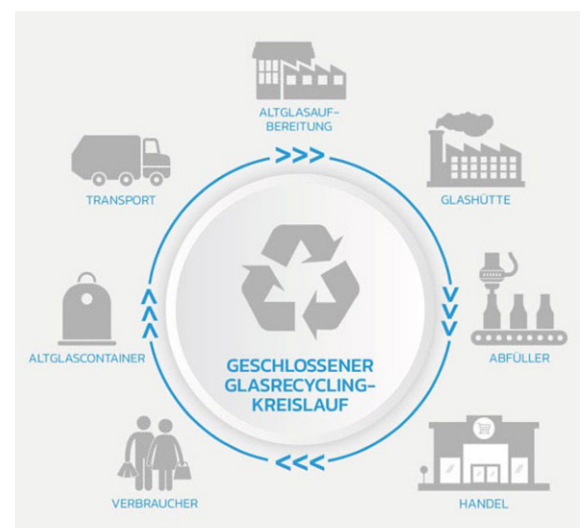 ALTGLASAUF-
BEREITUNG
>>>
TRANSPORT
GLASHÜTTE
ALTGLASCONTAINER
ABFÜLLER
GESCHLOSSENER
GLASRECYCLING-
KREISLAUF
<<<
VERBRAUCHER
HANDEL